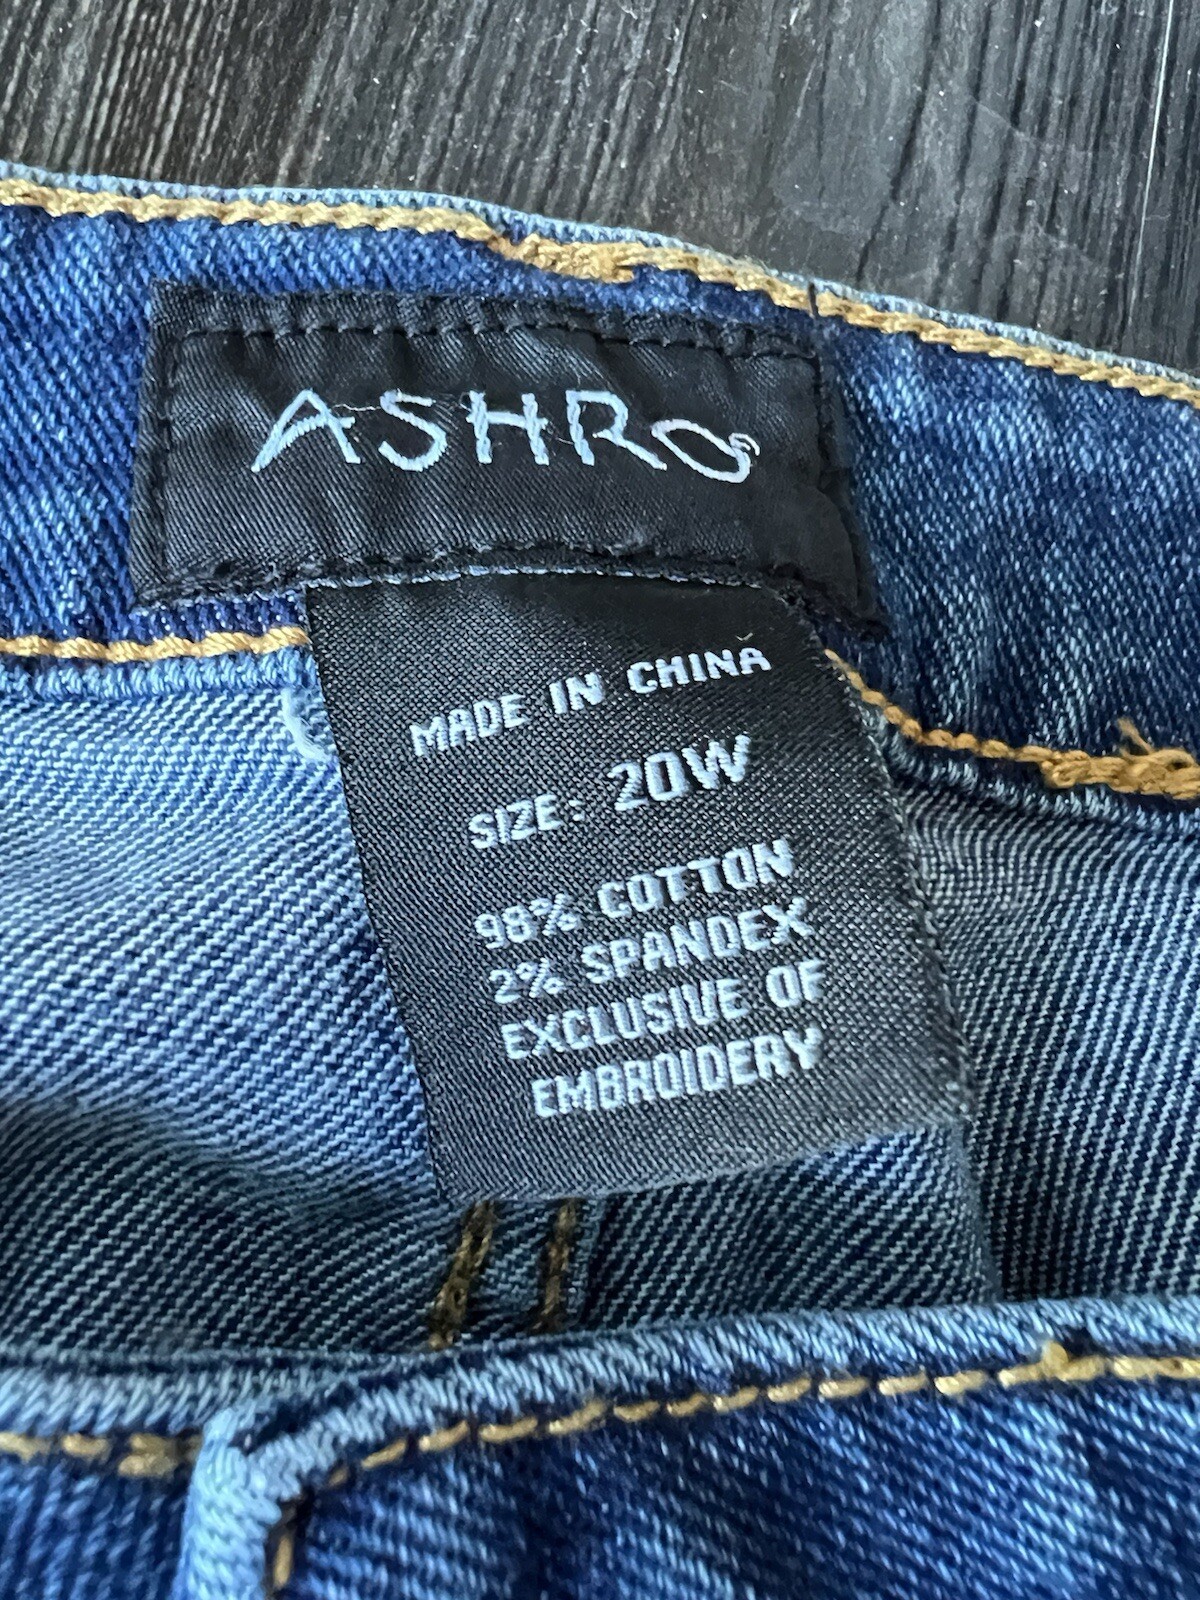 ASHRO
MADE IN CHINA
SIZE: 20W
98% COTTON
2% SPANDEX
EXCLUSIVE OF
EMBROIDERY